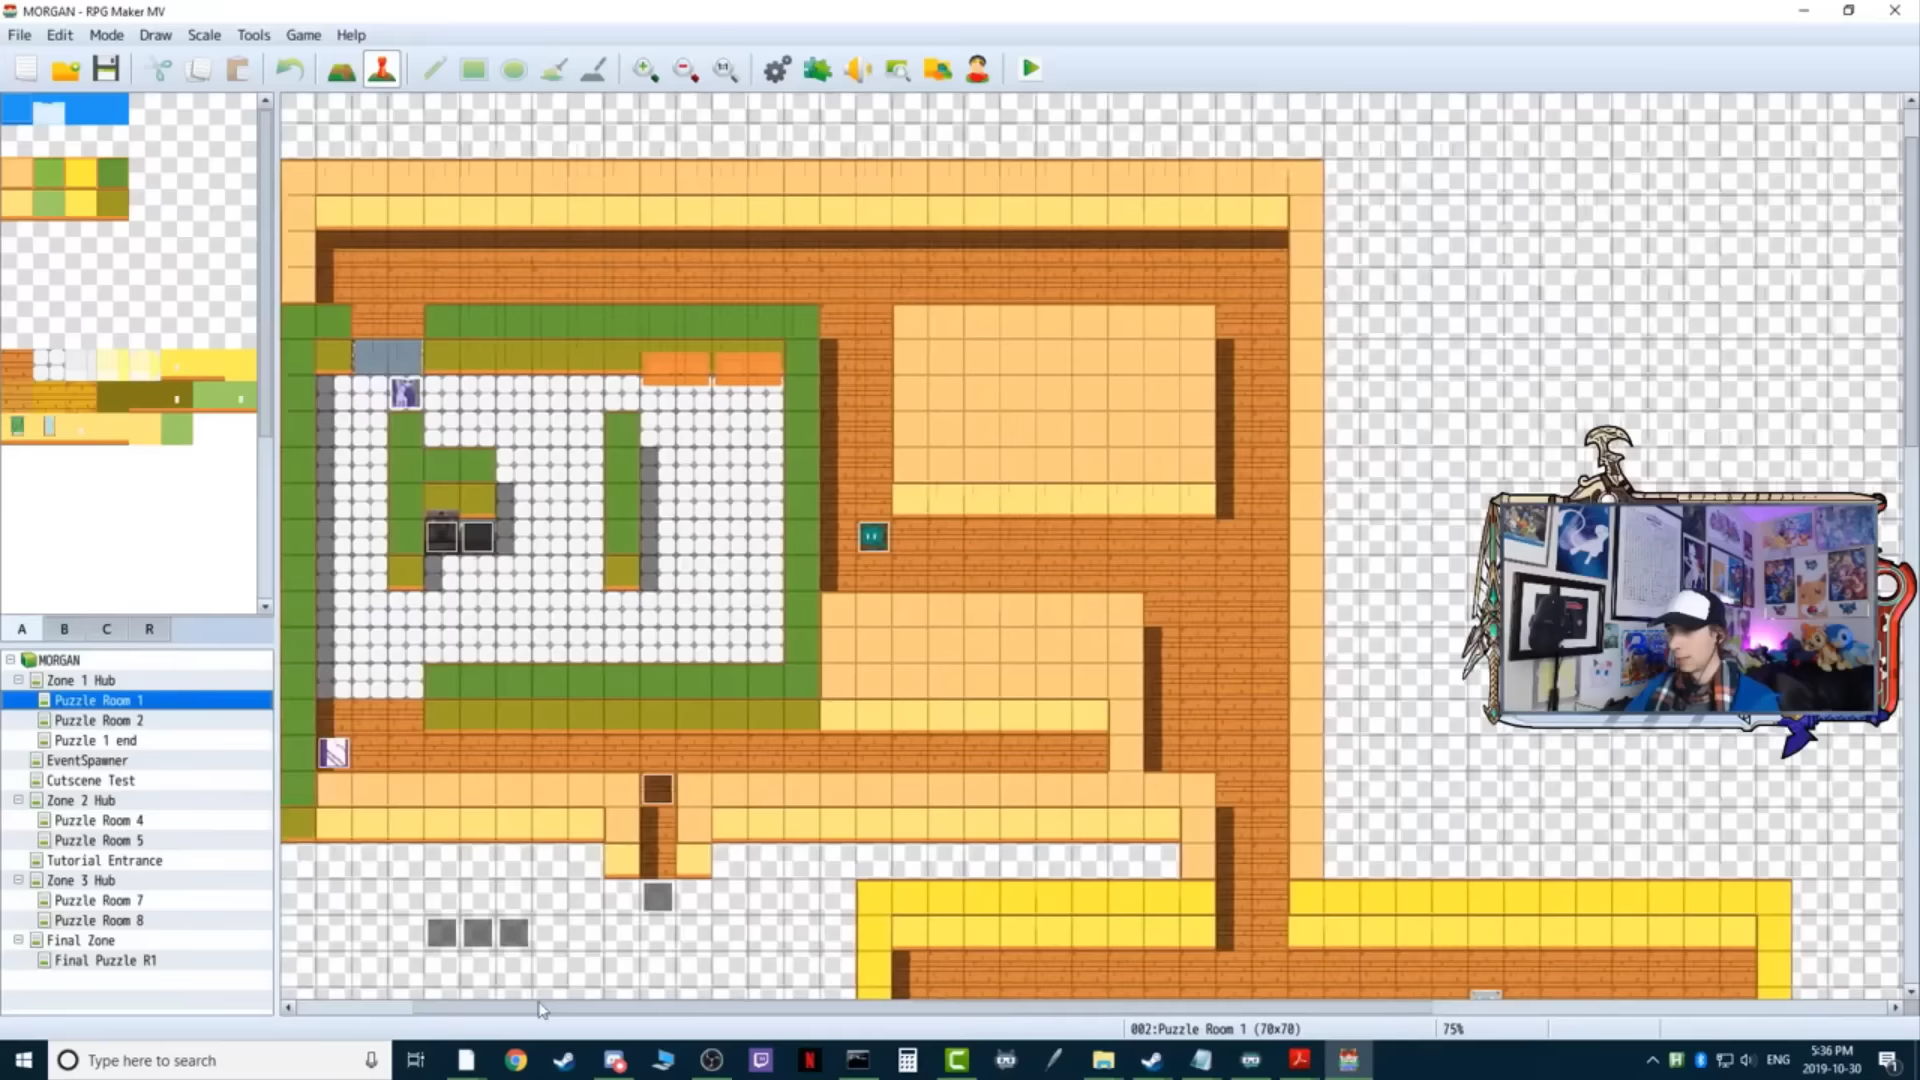 MORGAN - RPG Maker MV
File Edit Mode Draw Scale Tools Game Help
1:1
A B C R
MORGAN
Zone 1 Hub
Puzzle Room 1
Puzzle Room 2
Puzzle 1 end
EventSpawner
Cutscene Test
Zone 2 Hub
Puzzle Room 4
Puzzle Room 5
Tutorial Entrance
Zone 3 Hub
Puzzle Room 7
Puzzle Room 8
Final Zone
Final Puzzle R1
002:Puzzle Room 1 (70x70) 75%
Type here to search
ENG
5:36 PM
2019-10-30
1